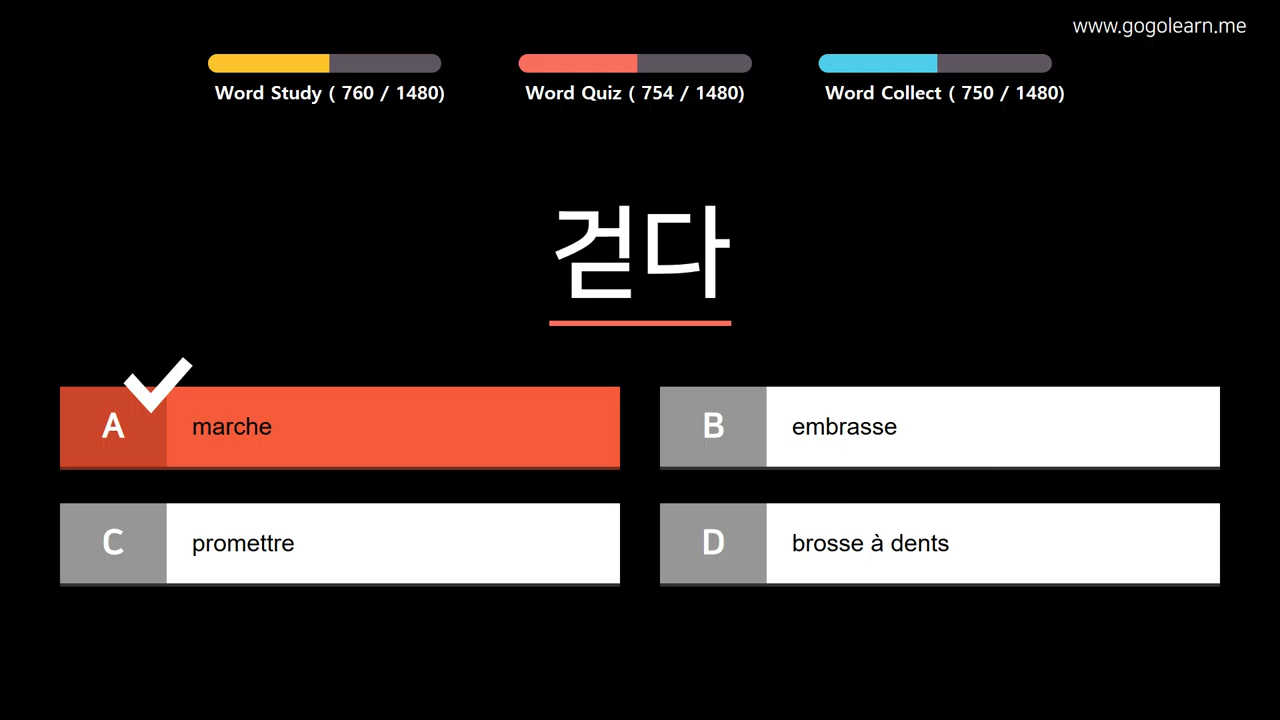 www.gogolearn.me
Word Study ( 760 / 1480)
Word Quiz ( 754 / 1480)
Word Collect ( 750 / 1480)
걷다
A
marche
B
embrasse
C
promettre
D
brosse à dents